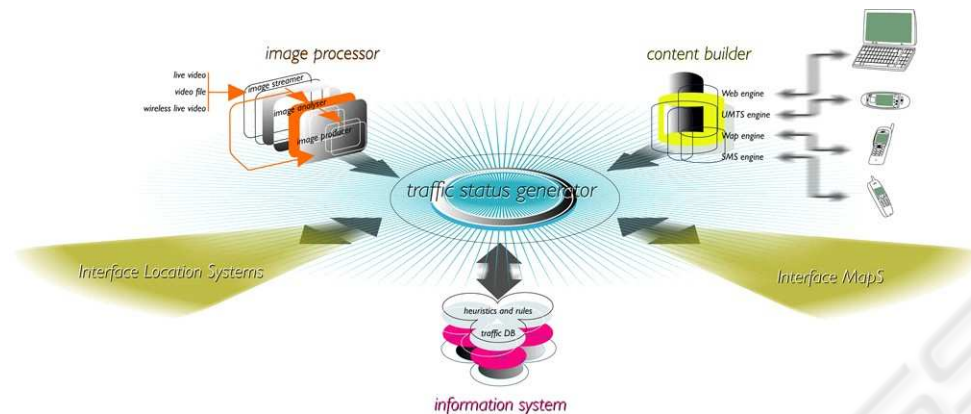 image processor
content builder
live video
video file
wireless live video
image streamer
image analyser
image producer
Web engine
UMTS engine
Wap engine
SMS engine
traffic status generator
Interface Location Systems
Interface MapS
heuristics and rules
traffic DB
information system